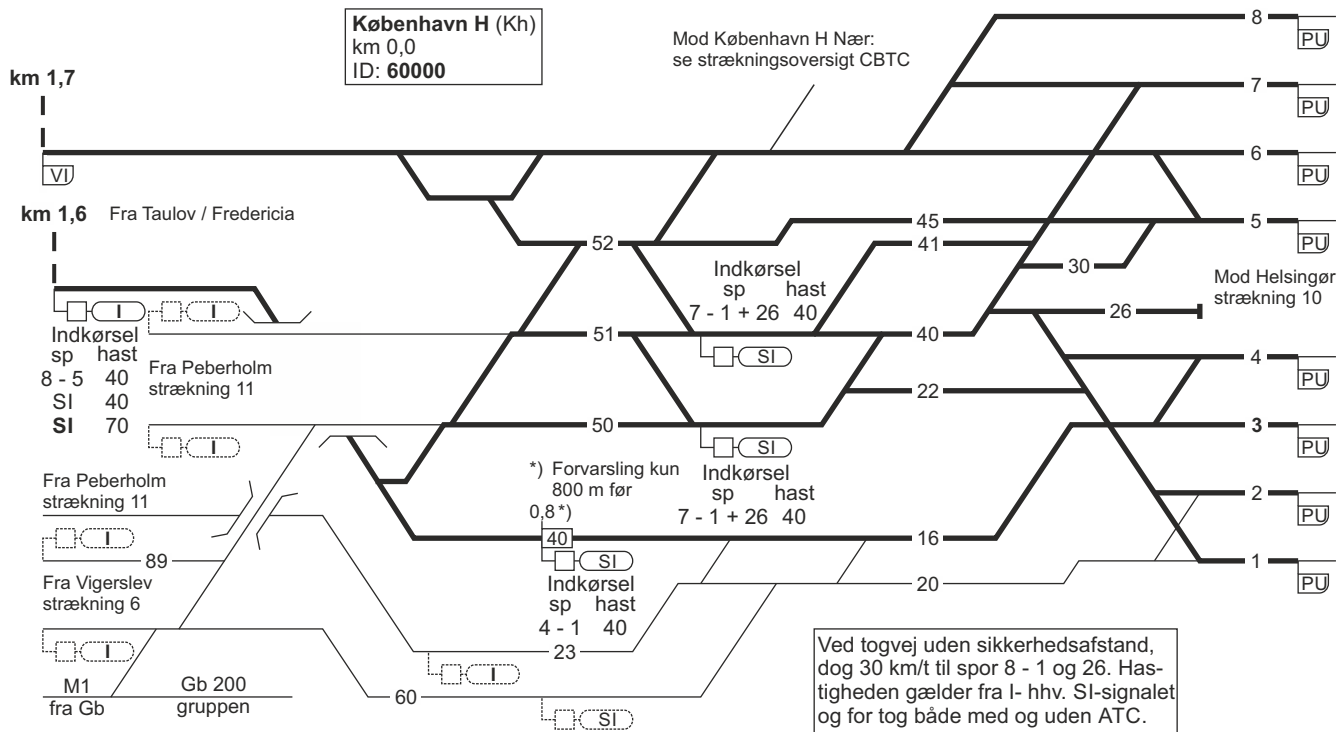 København H (Kh)
km 0,0
ID: 60000
Mod København H Nær:
se strækningsoversigt CBTC
8
PU
km 1,7
7
PU
6
PU
VI
km 1,6 Fra Taulov / Fredericia
45
5
PU
52
41
Indkørsel
sp hast
7 - 1 + 26 40
30
Mod Helsingør
strækning 10
I
I
26
Indkørsel
sp hast
8 - 5 40
SI 40
SI 70
51
40
SI
Fra Peberholm
strækning 11
4
PU
22
50
3
PU
I
SI
*) Forvarsling kun
800 m før
Indkørsel
sp hast
7 - 1 + 26 40
Fra Peberholm
strækning 11
2
PU
0,8 *)
40
16
I
SI
89
1
PU
Fra Vigerslev
strækning 6
Indkørsel
sp hast
4 - 1 40
20
I
23
I
Ved togvej uden sikkerhedsafstand,
dog 30 km/t til spor 8 - 1 og 26. Has-
tigheden gælder fra I- hhv. SI-signalet
og for tog både med og uden ATC.
M1
fra Gb
Gb 200
gruppen
60
SI